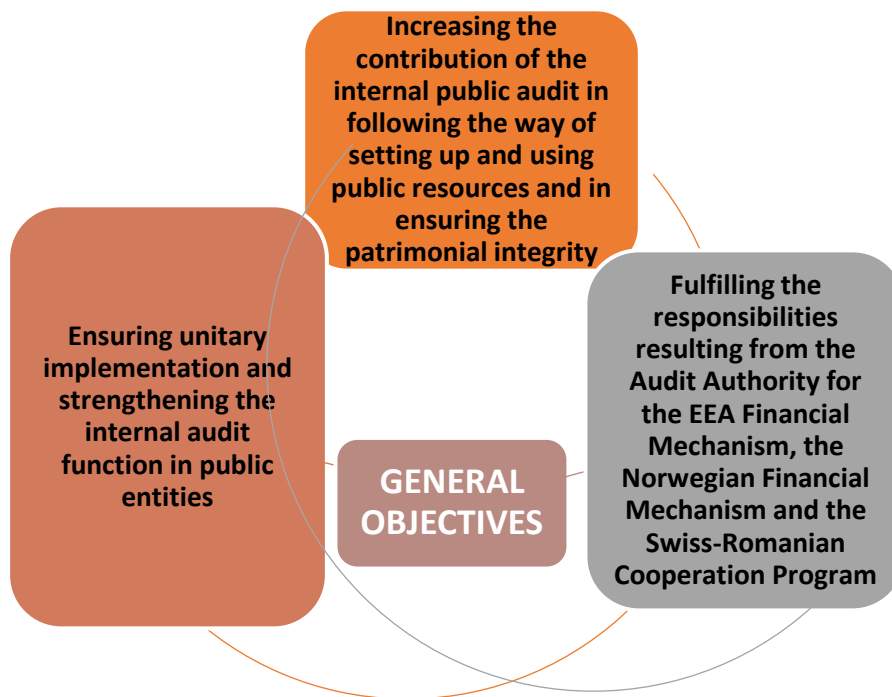 Increasing the
contribution of the
internal public audit in
following the way of
setting up and using
public resources and in
ensuring the
patrimonial integrity
Ensuring unitary
implementation and
strengthening the
internal audit
function in public
entities
GENERAL
OBJECTIVES
Fulfilling the
responsibilities
resulting from the
Audit Authority for
the EEA Financial
Mechanism, the
Norwegian Financial
Mechanism and the
Swiss-Romanian
Cooperation Program